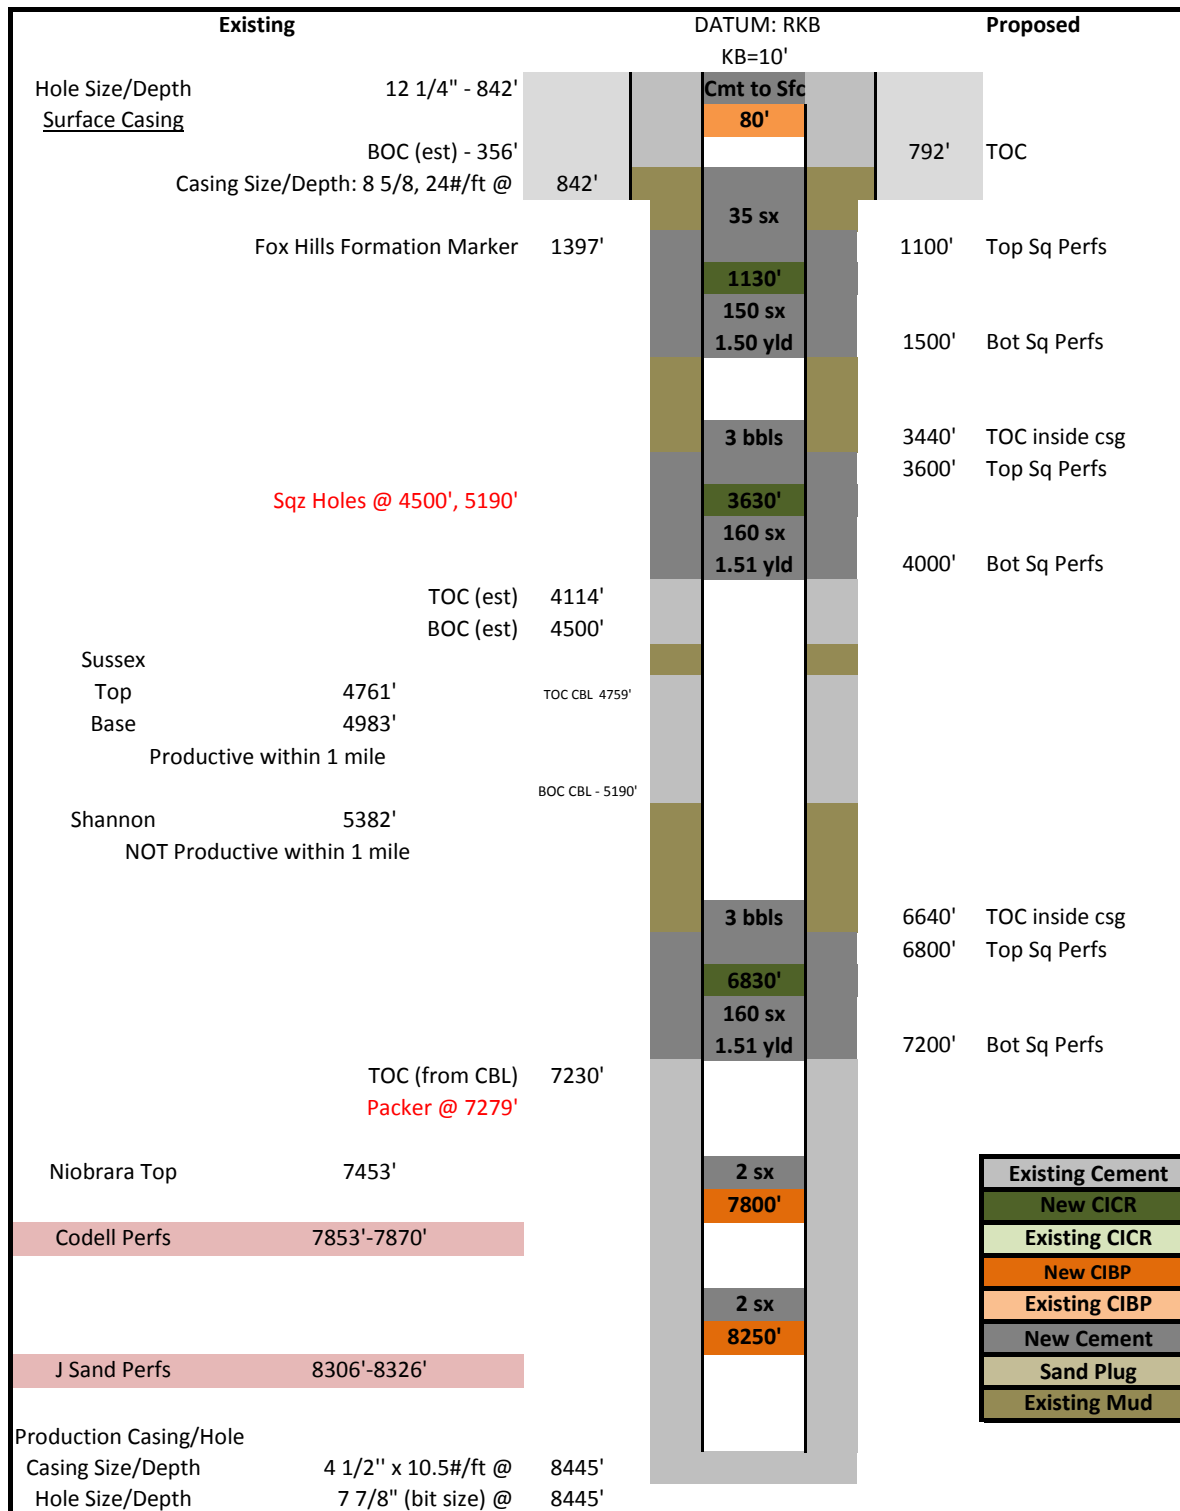 Existing DATUM: RKB Proposed
KB=10'
Hole Size/Depth 12 1/4" - 842' Cmt to Sfc
Surface Casing 80'
BOC (est) - 356' 792' TOC
Casing Size/Depth: 8 5/8, 24#/ft @ 842'
35 sx
Fox Hills Formation Marker 1397' 1100' Top Sq Perfs
1130'
150 sx
1.50 yld 1500' Bot Sq Perfs
3 bbls 3440' TOC inside csg
3600' Top Sq Perfs
Sqz Holes @ 4500', 5190' 3630'
160 sx
1.51 yld 4000' Bot Sq Perfs
TOC (est) 4114'
BOC (est) 4500'
Sussex
Top 4761' TOC CBL 4759'
Base 4983'
Productive within 1 mile
BOC CBL - 5190'
Shannon 5382'
NOT Productive within 1 mile
3 bbls 6640' TOC inside csg
6800' Top Sq Perfs
6830'
160 sx
1.51 yld 7200' Bot Sq Perfs
TOC (from CBL) 7230'
Packer @ 7279'
Niobrara Top 7453' 2 sx Existing Cement
7800' New CICR
Codell Perfs 7853'-7870' Existing CICR
New CIBP
2 sx Existing CIBP
8250' New Cement
J Sand Perfs 8306'-8326' Sand Plug
Existing Mud
Production Casing/Hole
Casing Size/Depth 4 1/2'' x 10.5#/ft @ 8445'
Hole Size/Depth 7 7/8" (bit size) @ 8445'